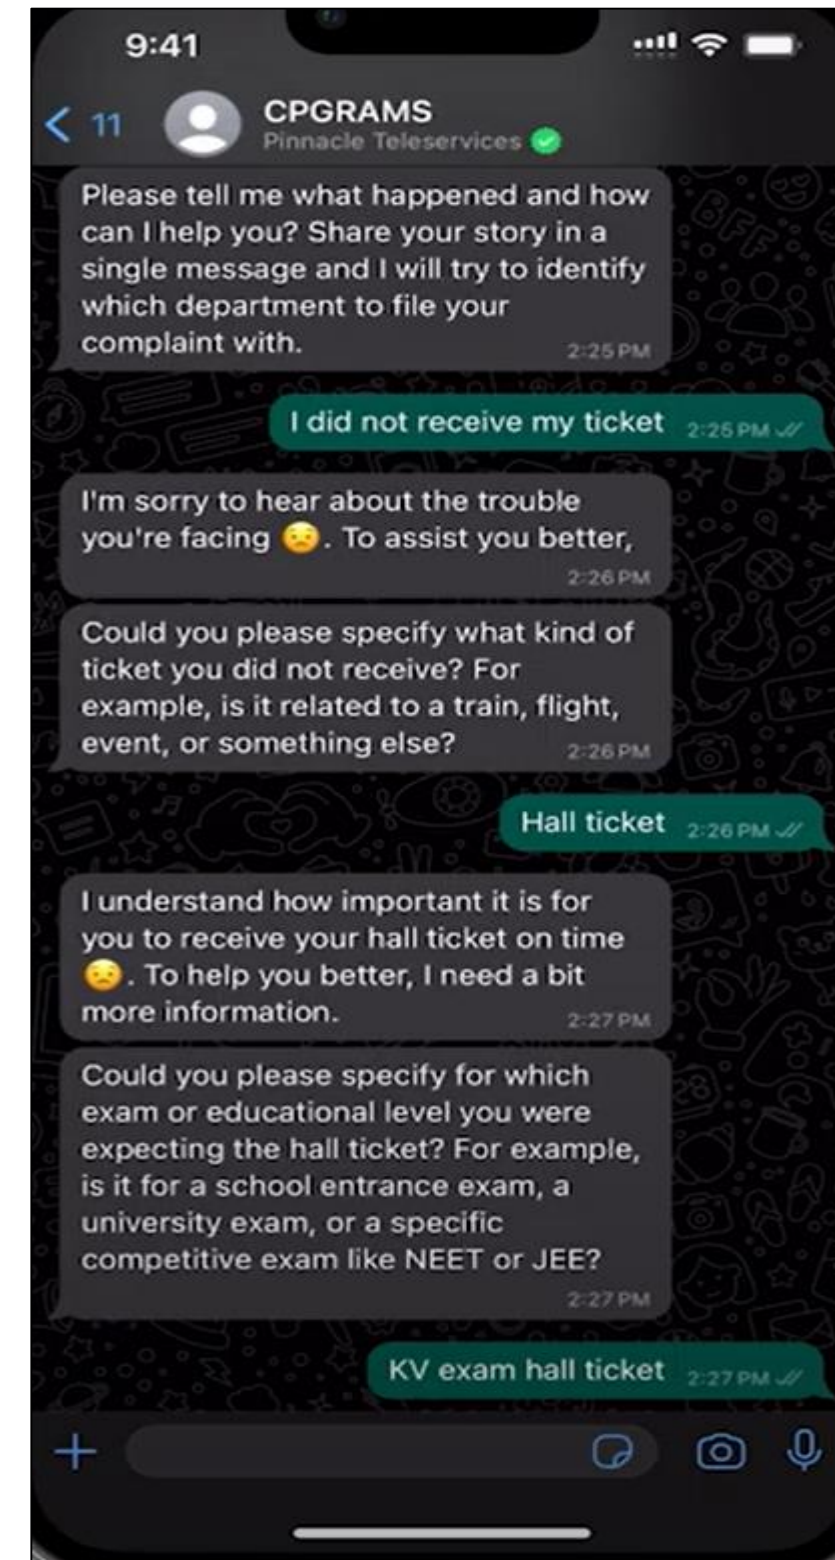 9:41
11
CPGRAMS
Pinnacle Teleservices
Please tell me what happened and how
can I help you? Share your story in a
single message and I will try to identify
which department to file your
complaint with.
2:25 PM
I did not receive my ticket 2:25 PM
I'm sorry to hear about the trouble
you're facing 😟. To assist you better,
2:26 PM
Could you please specify what kind of
ticket you did not receive? For
example, is it related to a train, flight,
event, or something else?
2:26 PM
Hall ticket 2:26 PM
I understand how important it is for
you to receive your hall ticket on time
😟. To help you better, I need a bit
more information.
2:27 PM
Could you please specify for which
exam or educational level you were
expecting the hall ticket? For example,
is it for a school entrance exam, a
university exam, or a specific
competitive exam like NEET or JEE?
2:27 PM
KV exam hall ticket 2:27 PM